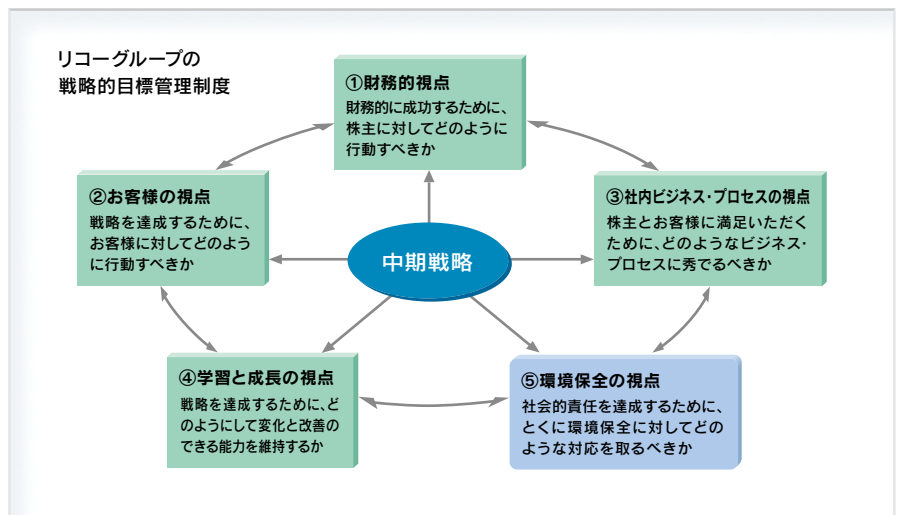 リコーグループの
戦略的目標管理制度
①財務的視点
財務的に成功するために、
株主に対してどのように
行動すべきか
②お客様の視点
戦略を達成するために、
お客様に対してどのよう
に行動すべきか
③社内ビジネス・プロセスの視点
株主とお客様に満足いただく
ために、どのようなビジネス・
プロセスに秀でるべきか
中期戦略
④学習と成長の視点
戦略を達成するために、ど
のようにして変化と改善の
できる能力を維持するか
⑤環境保全の視点
社会的責任を達成するために、
とくに環境保全に対してどの
ような対応を取るべきか